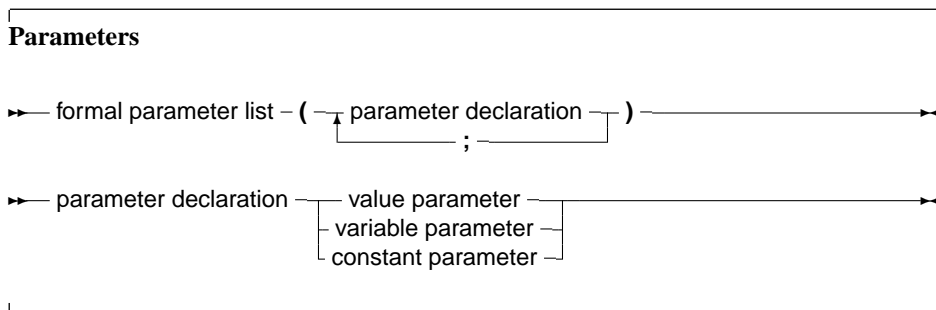 Parameters
formal parameter list ( parameter declaration )
;
parameter declaration value parameter
variable parameter
constant parameter